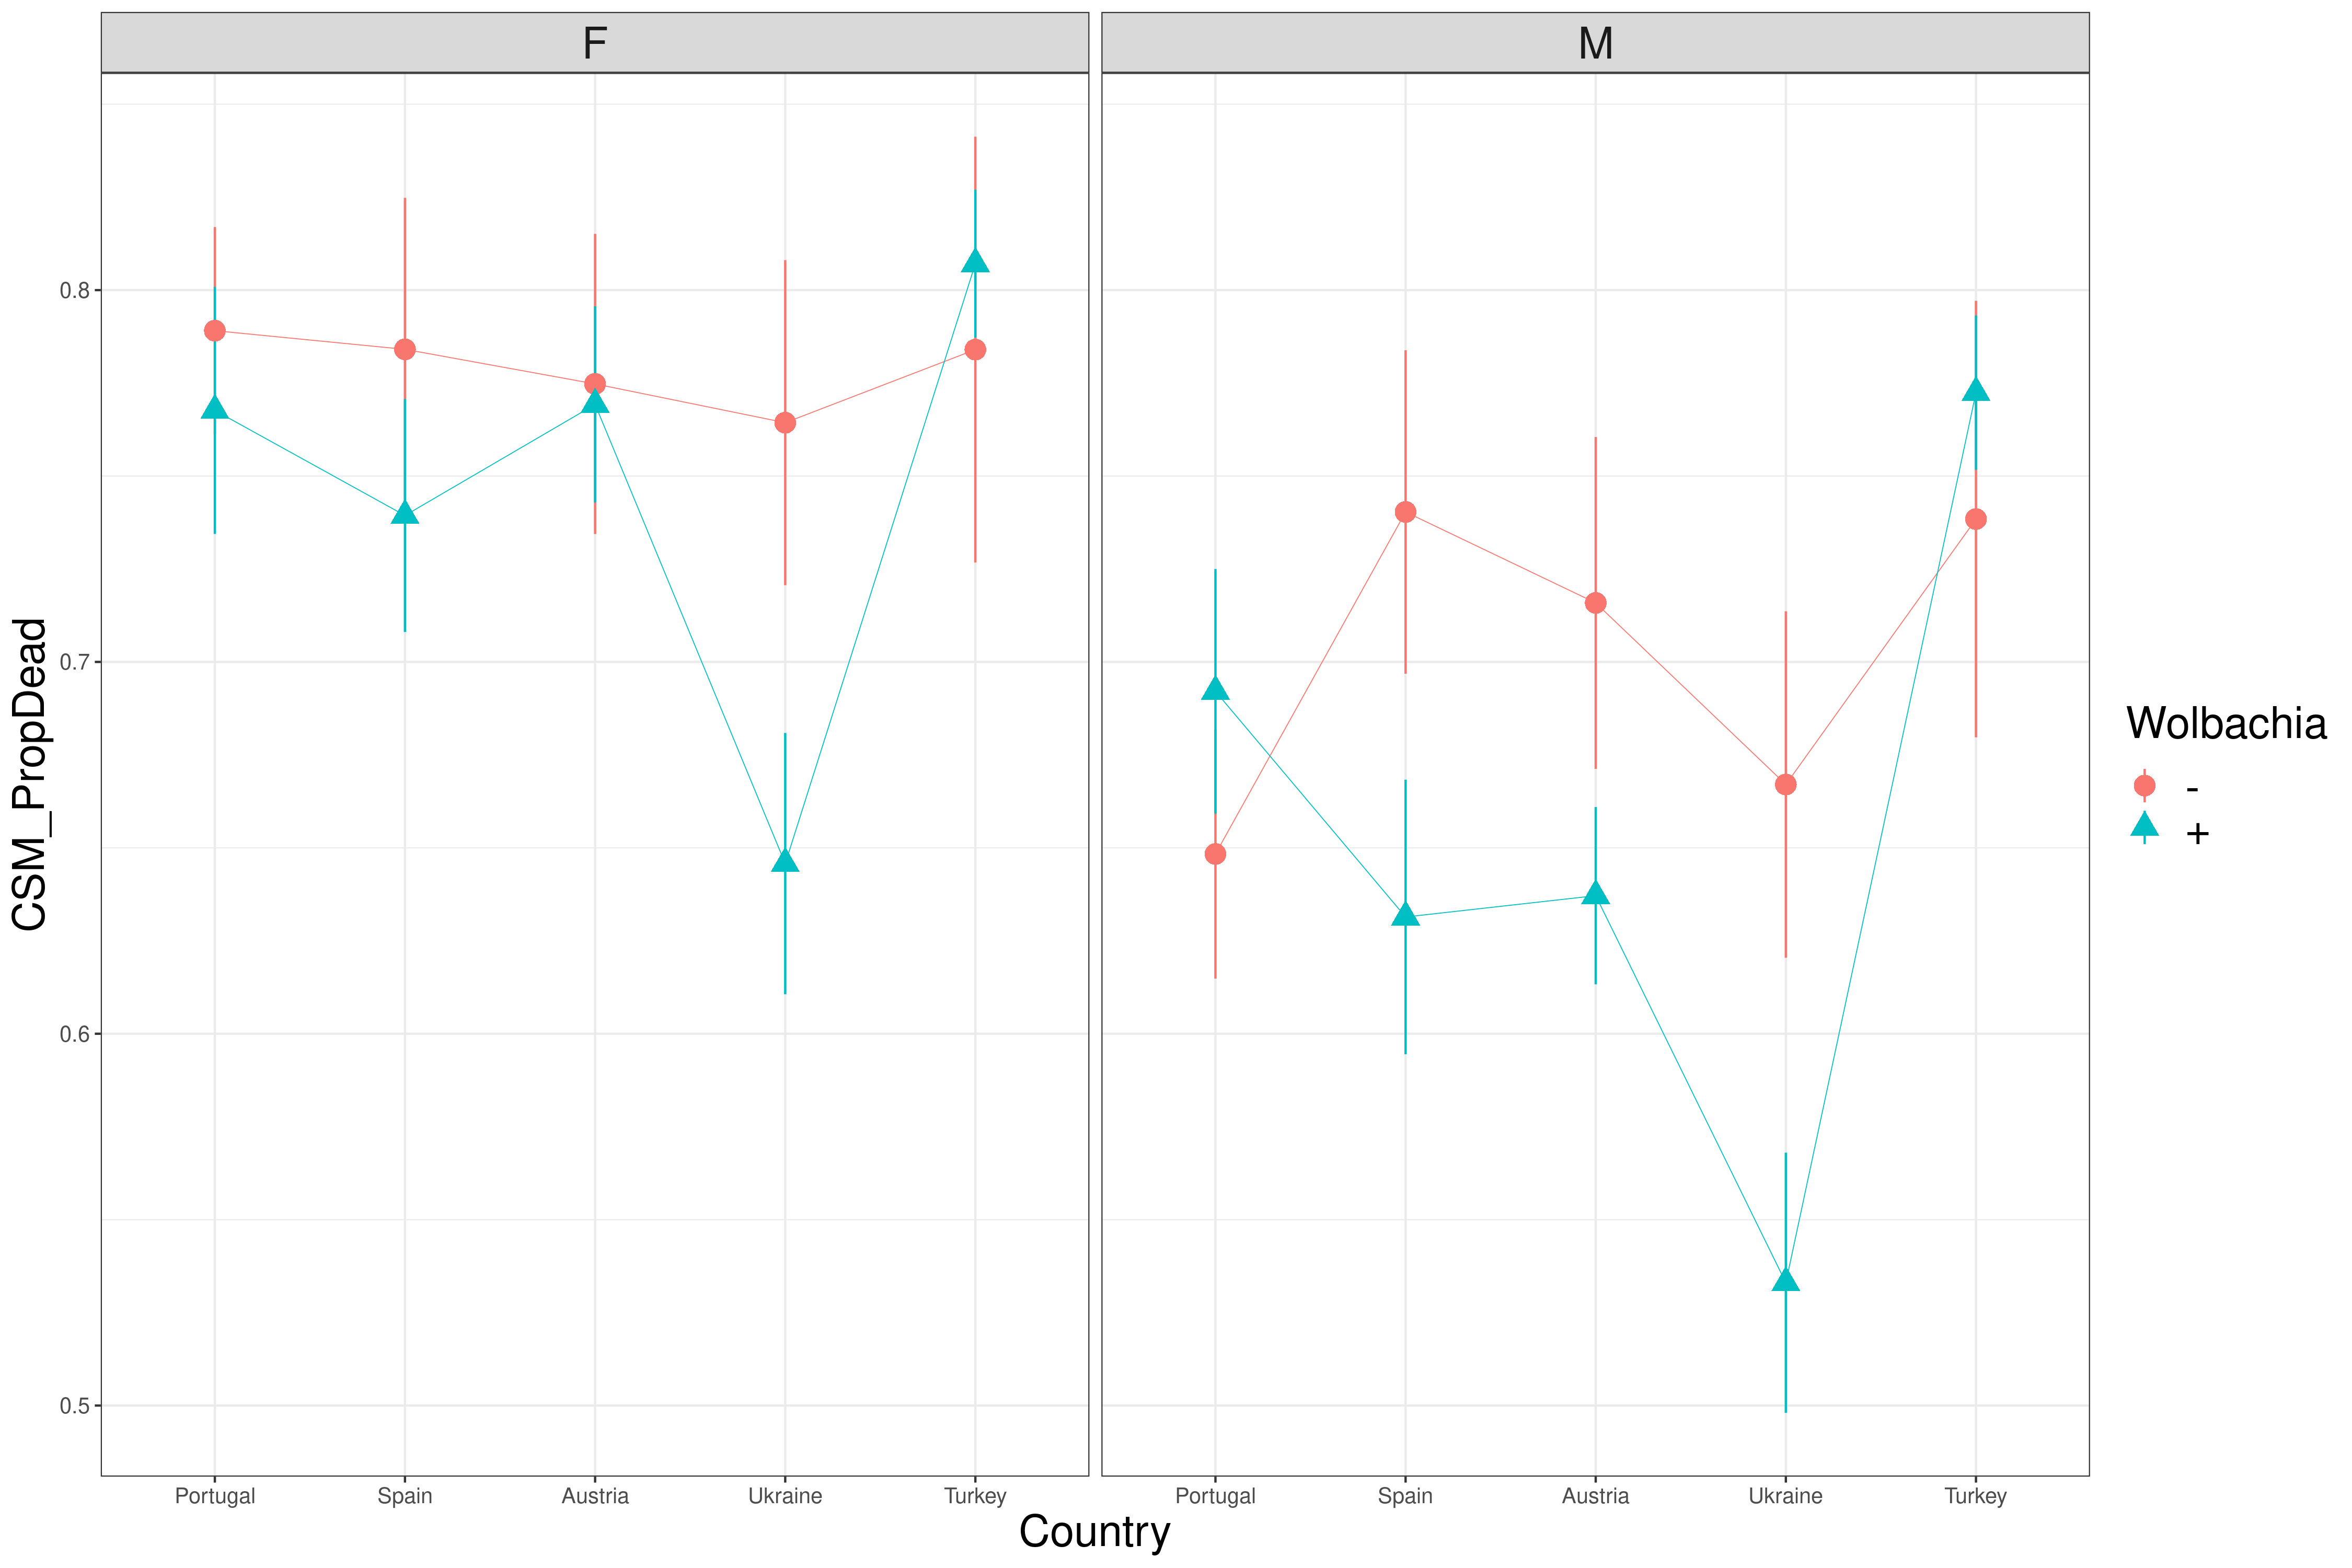 F
M
CSM_PropDead
0.8
0.7
0.6
0.5
Portugal Spain Austria Ukraine Turkey
Portugal Spain Austria Ukraine Turkey
Country
Wolbachia
-
+